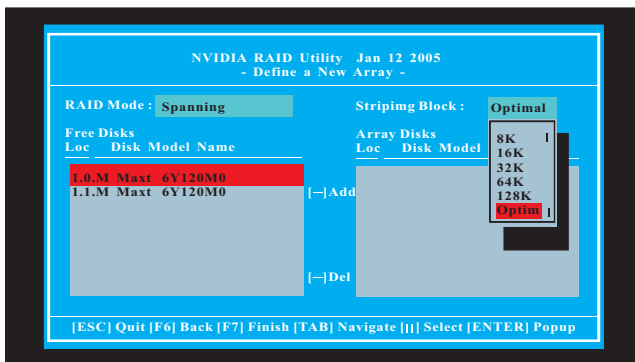 NVIDIA RAID Utility Jan 12 2005
- Define a New Array -
RAID Mode : Spanning
Stripimg Block : Optimal
Free Disks
Loc Disk Model Name
Array Disks
Loc Disk Model
8K
16K
32K
64K
128K
Optim
1.0.M Maxt 6Y120M0
1.1.M Maxt 6Y120M0
[─]Add
[─]Del
[ESC] Quit [F6] Back [F7] Finish [TAB] Navigate [||] Select [ENTER] Popup